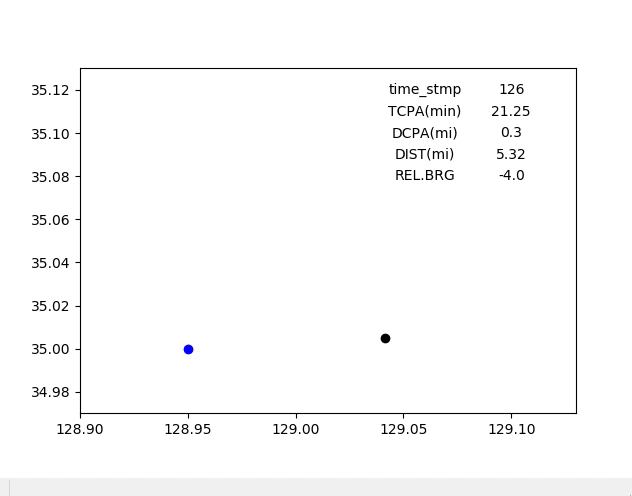 35.12
35.10
35.08
35.06
35.04
35.02
35.00
34.98
time_stmp 126
TCPA(min) 21.25
DCPA(mi) 0.3
DIST(mi) 5.32
REL.BRG -4.0
128.90 128.95 129.00 129.05 129.10